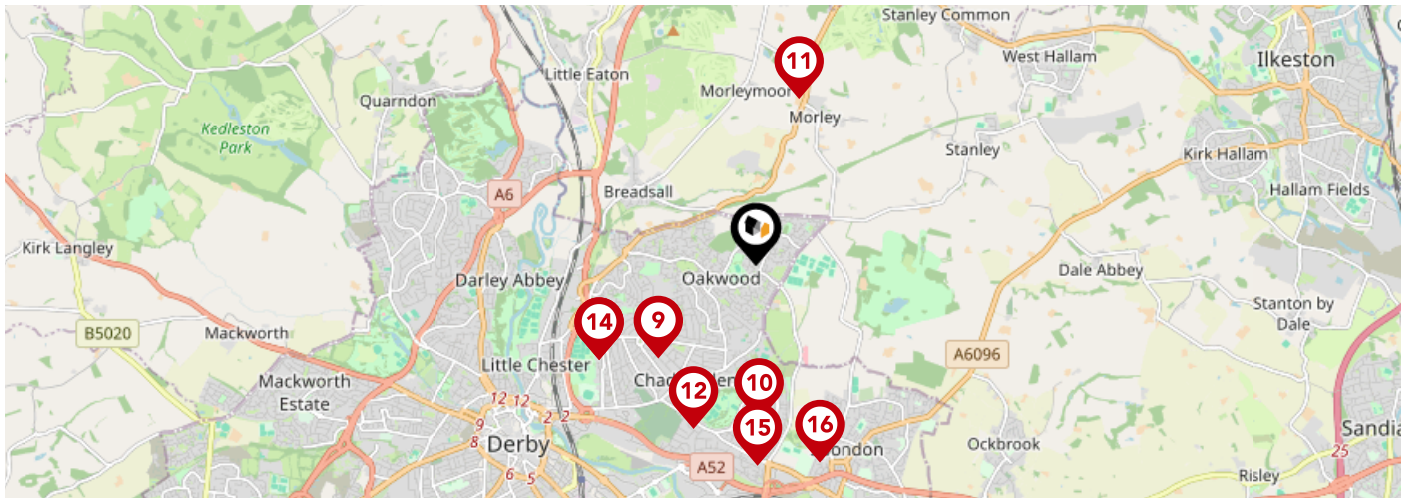 Stanley Common
11
West Hallam
Ilkeston
Little Eaton
Morleymoor
Quarndon
Morley
Kedleston
Park
Stanley
Kirk Hallam
A6
Breadsall
Hallam Fields
Kirk Langley
Oakwood
Darley Abbey
Dale Abbey
Stanton by
Dale
B5020
Mackworth
14
9
A6096
Little Chester
Mackworth
Estate
12
10
12 12
2 2
9
8
Derby
15
16
Ockbrook
A52
6 5
25
Risley